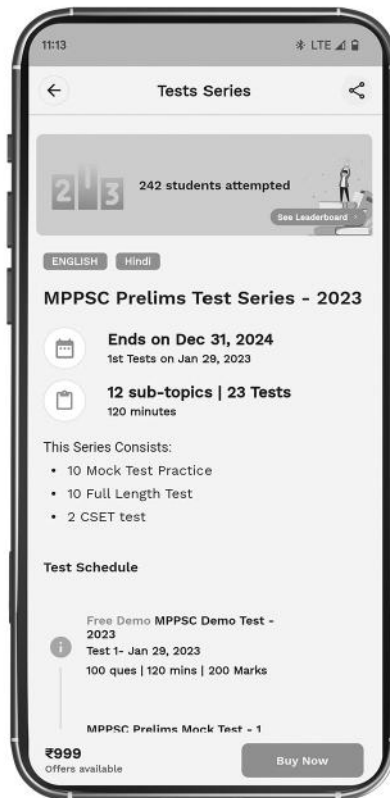 11:13 LTE
Tests Series
2 1 3
242 students attempted
See Leaderboard
ENGLISH Hindi
MPPSC Prelims Test Series - 2023
Ends on Dec 31, 2024
1st Tests on Jan 29, 2023
12 sub-topics | 23 Tests
120 minutes
This Series Consists:
• 10 Mock Test Practice
• 10 Full Length Test
• 2 CSET test
Test Schedule
Free Demo MPPSC Demo Test -
2023
Test 1- Jan 29, 2023
100 ques | 120 mins | 200 Marks
MPPSC Prelims Mock Test - 1
₹999
Offers available
Buy Now